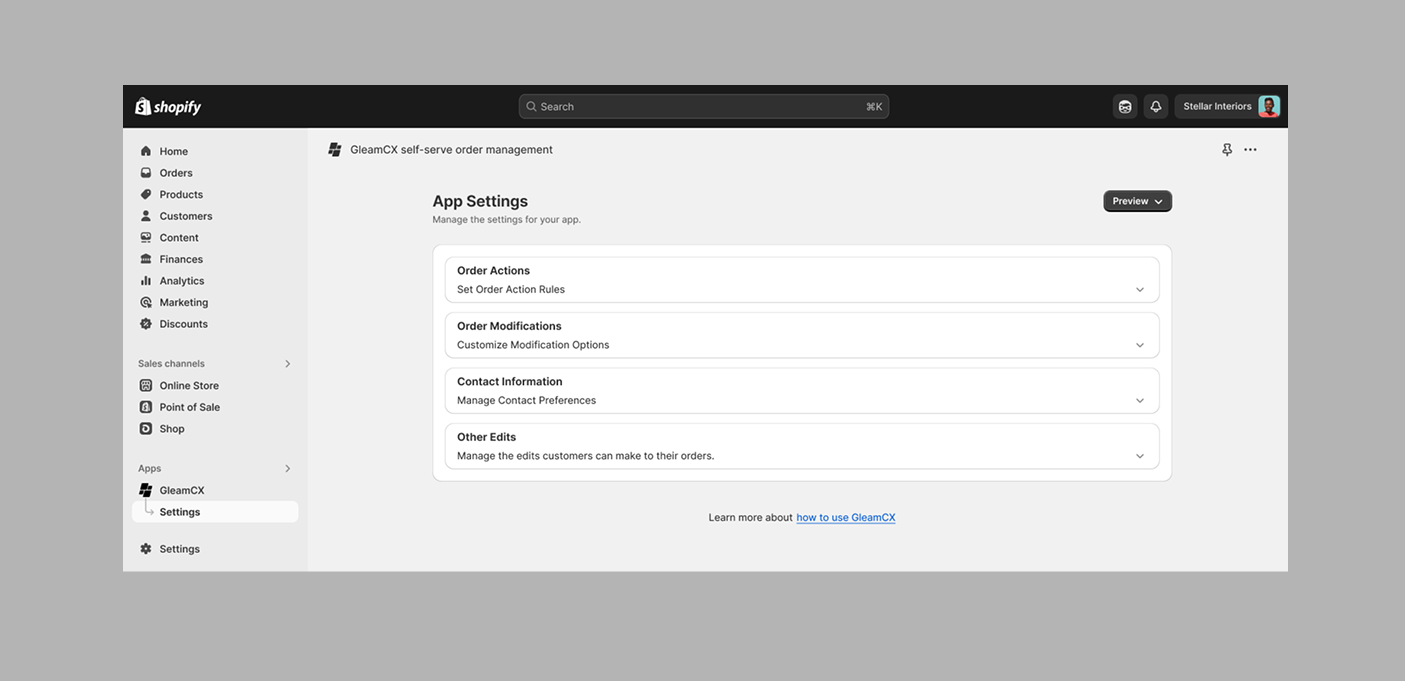 shopify
Search
⌘K
Stellar Interiors
Home
Orders
Products
Customers
Content
Finances
Analytics
Marketing
Discounts
Sales channels
Online Store
Point of Sale
Shop
Apps
GleamCX
Settings
Settings
GleamCX self-serve order management
App Settings
Manage the settings for your app.
Preview
Order Actions
Set Order Action Rules
Order Modifications
Customize Modification Options
Contact Information
Manage Contact Preferences
Other Edits
Manage the edits customers can make to their orders.
Learn more about how to use GleamCX